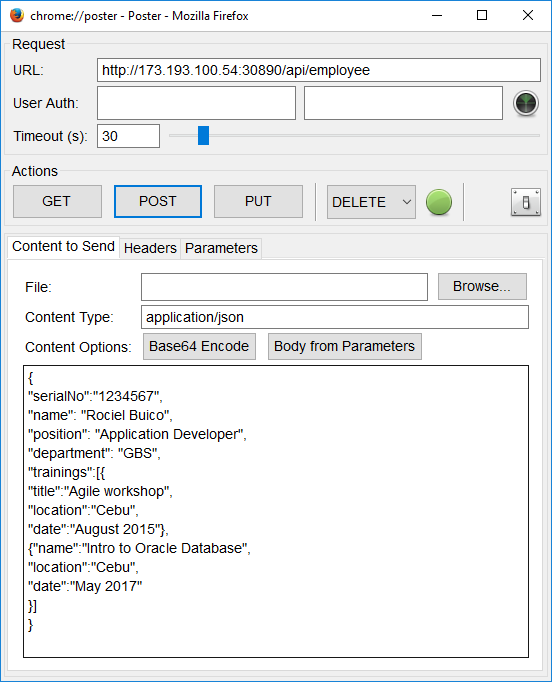 chrome://poster - Poster - Mozilla Firefox
Request
URL: http://173.193.100.54:30890/api/employee
User Auth:
Timeout (s): 30
Actions
GET POST PUT DELETE
Content to Send Headers Parameters
File: Browse...
Content Type: application/json
Content Options: Base64 Encode Body from Parameters
{
"serialNo":"1234567",
"name": "Rociel Buico",
"position": "Application Developer",
"department": "GBS",
"trainings":[{
"title":"Agile workshop",
"location":"Cebu",
"date":"August 2015"},
{"name":"Intro to Oracle Database",
"location":"Cebu",
"date":"May 2017"
}]
}